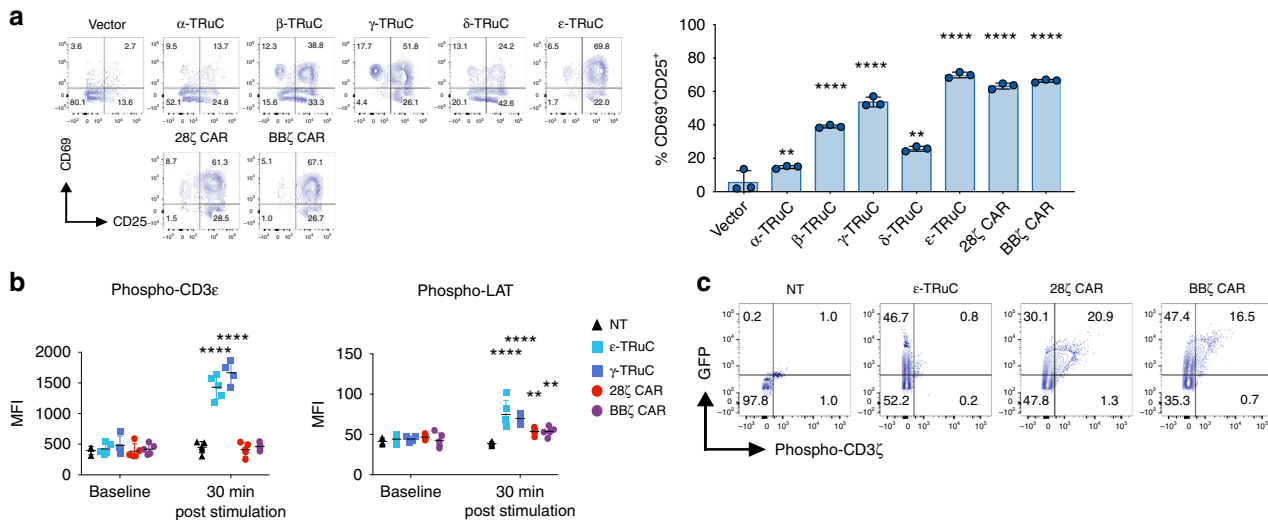 a
Vector
α-TRuC
β-TRuC
γ-TRuC
δ-TRuC
ε-TRuC
3.6 2.7
80.1 13.6
9.5 13.7
52.1 24.8
12.3 38.8
15.6 33.3
17.7 51.8
4.4 26.1
13.1 24.2
20.1 42.6
6.5 69.8
1.7 22.0
28ζ CAR
BBζ CAR
8.7 61.3
1.5 28.5
5.1 67.1
1.0 26.7
CD69
CD25
% CD69⁺CD25⁺
100
80
60
40
20
0
** **** **** ** **** **** ****
Vector
α-TRuC
β-TRuC
γ-TRuC
δ-TRuC
ε-TRuC
28ζ CAR
BBζ CAR
b
Phospho-CD3ε
MFI
2000
1500
1000
500
0
****
****
Baseline
30 min
post stimulation
Phospho-LAT
MFI
150
100
50
0
****
****
**
**
Baseline
30 min
post stimulation
NT
ε-TRuC
γ-TRuC
28ζ CAR
BBζ CAR
c
NT
ε-TRuC
28ζ CAR
BBζ CAR
0.2 1.0
97.8 1.0
46.7 0.8
52.2 0.2
30.1 20.9
47.8 1.3
47.4 16.5
35.3 0.7
GFP
Phospho-CD3ζ